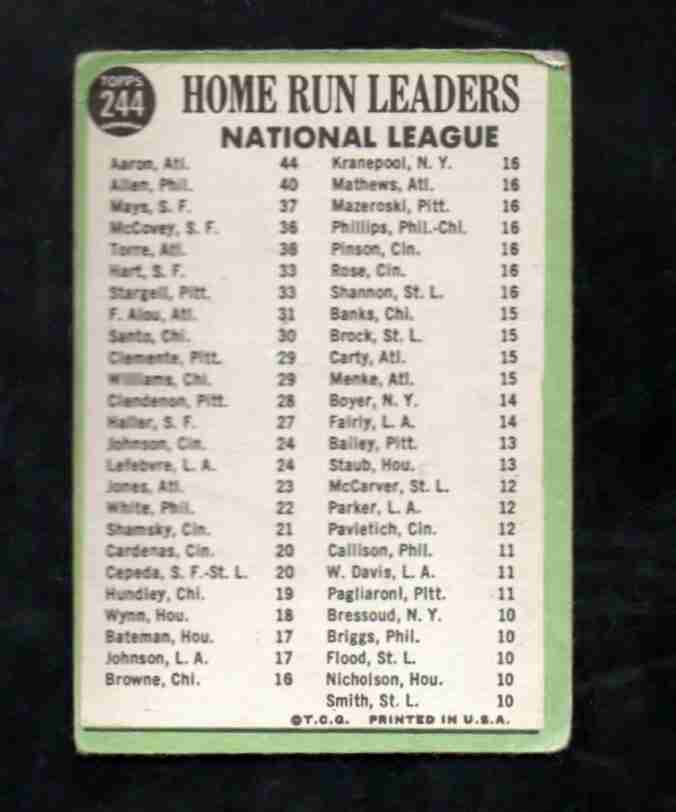 TOPPS
244
HOME RUN LEADERS
NATIONAL LEAGUE
Aaron, Atl. 44
Allen, Phil. 40
Mays, S. F. 37
McCovey, S. F. 36
Torre, Atl. 36
Hart, S. F. 33
Stargell, Pitt. 33
F. Alou, Atl. 31
Santo, Chi. 30
Clemente, Pitt. 29
Williams, Chi. 29
Clendenon, Pitt. 28
Haller, S. F. 27
Johnson, Cin. 24
Lefebvre, L. A. 24
Jones, Atl. 23
White, Phil. 22
Shamsky, Cin. 21
Cardenas, Cin. 20
Cepeda, S. F.-St. L. 20
Hundley, Chi. 19
Wynn, Hou. 18
Bateman, Hou. 17
Johnson, L. A. 17
Browne, Chi. 16
Kranepool, N. Y. 16
Mathews, Atl. 16
Mazeroski, Pitt. 16
Phillips, Phil.-Chi. 16
Pinson, Cin. 16
Rose, Cin. 16
Shannon, St. L. 16
Banks, Chi. 15
Brock, St. L. 15
Carty, Atl. 15
Menke, Atl. 15
Boyer, N. Y. 14
Fairly, L. A. 14
Bailey, Pitt. 13
Staub, Hou. 13
McCarver, St. L. 12
Parker, L. A. 12
Pavletich, Cin. 12
Callison, Phil. 11
W. Davis, L. A. 11
Pagliaroni, Pitt. 11
Bressoud, N. Y. 10
Briggs, Phil. 10
Flood, St. L. 10
Nicholson, Hou. 10
Smith, St. L. 10
©T.C.G. PRINTED IN U.S.A.